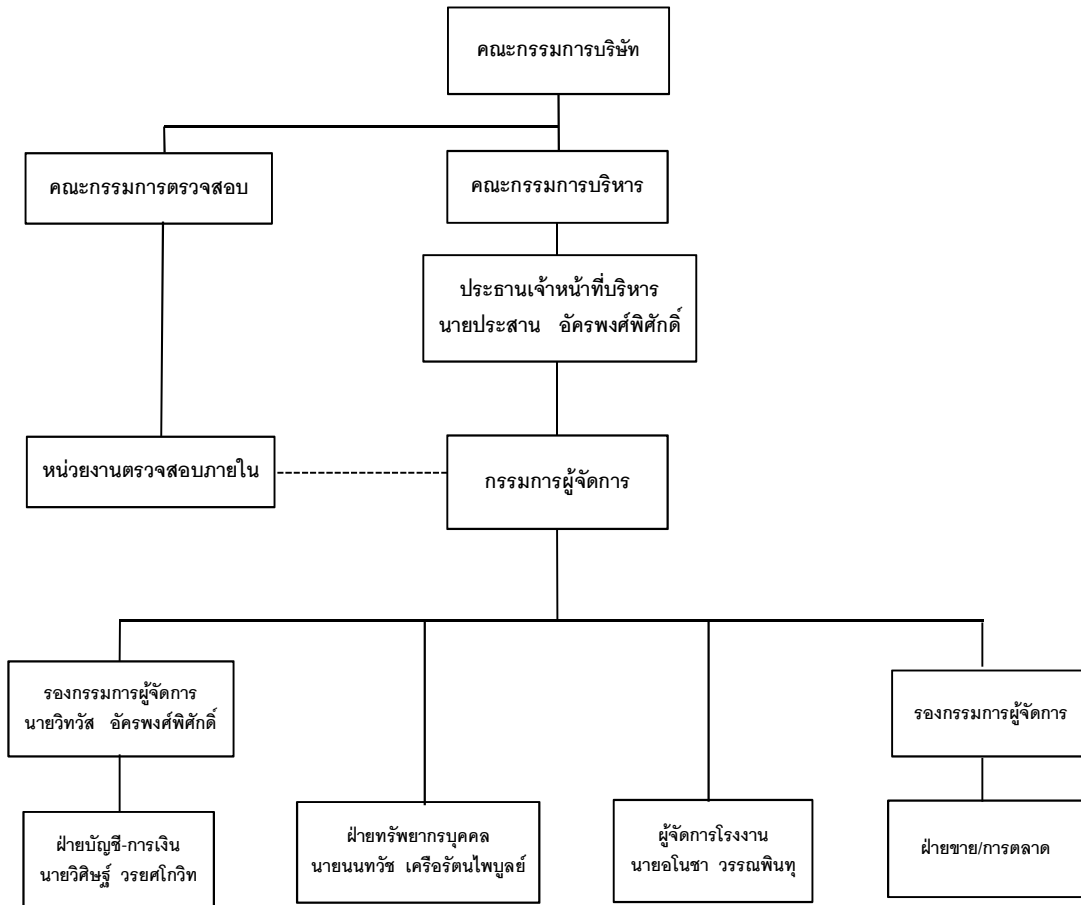 คณะกรรมการบริษัท
คณะกรรมการตรวจสอบ
คณะกรรมการบริหาร
ประธานเจ้าหน้าที่บริหาร
นายประสาน อัครพงศ์พิศักดิ์
หน่วยงานตรวจสอบภายใน
กรรมการผู้จัดการ
รองกรรมการผู้จัดการ
นายวิทวัส อัครพงศ์พิศักดิ์
รองกรรมการผู้จัดการ
ฝ่ายบัญชี-การเงิน
นายวิศิษฐ์ วรยศโกวิท
ฝ่ายทรัพยากรบุคคล
นายนนทวัช เครือรัตนไพบูลย์
ผู้จัดการโรงงาน
นายอโนชา วรรณพินทุ
ฝ่ายขาย/การตลาด